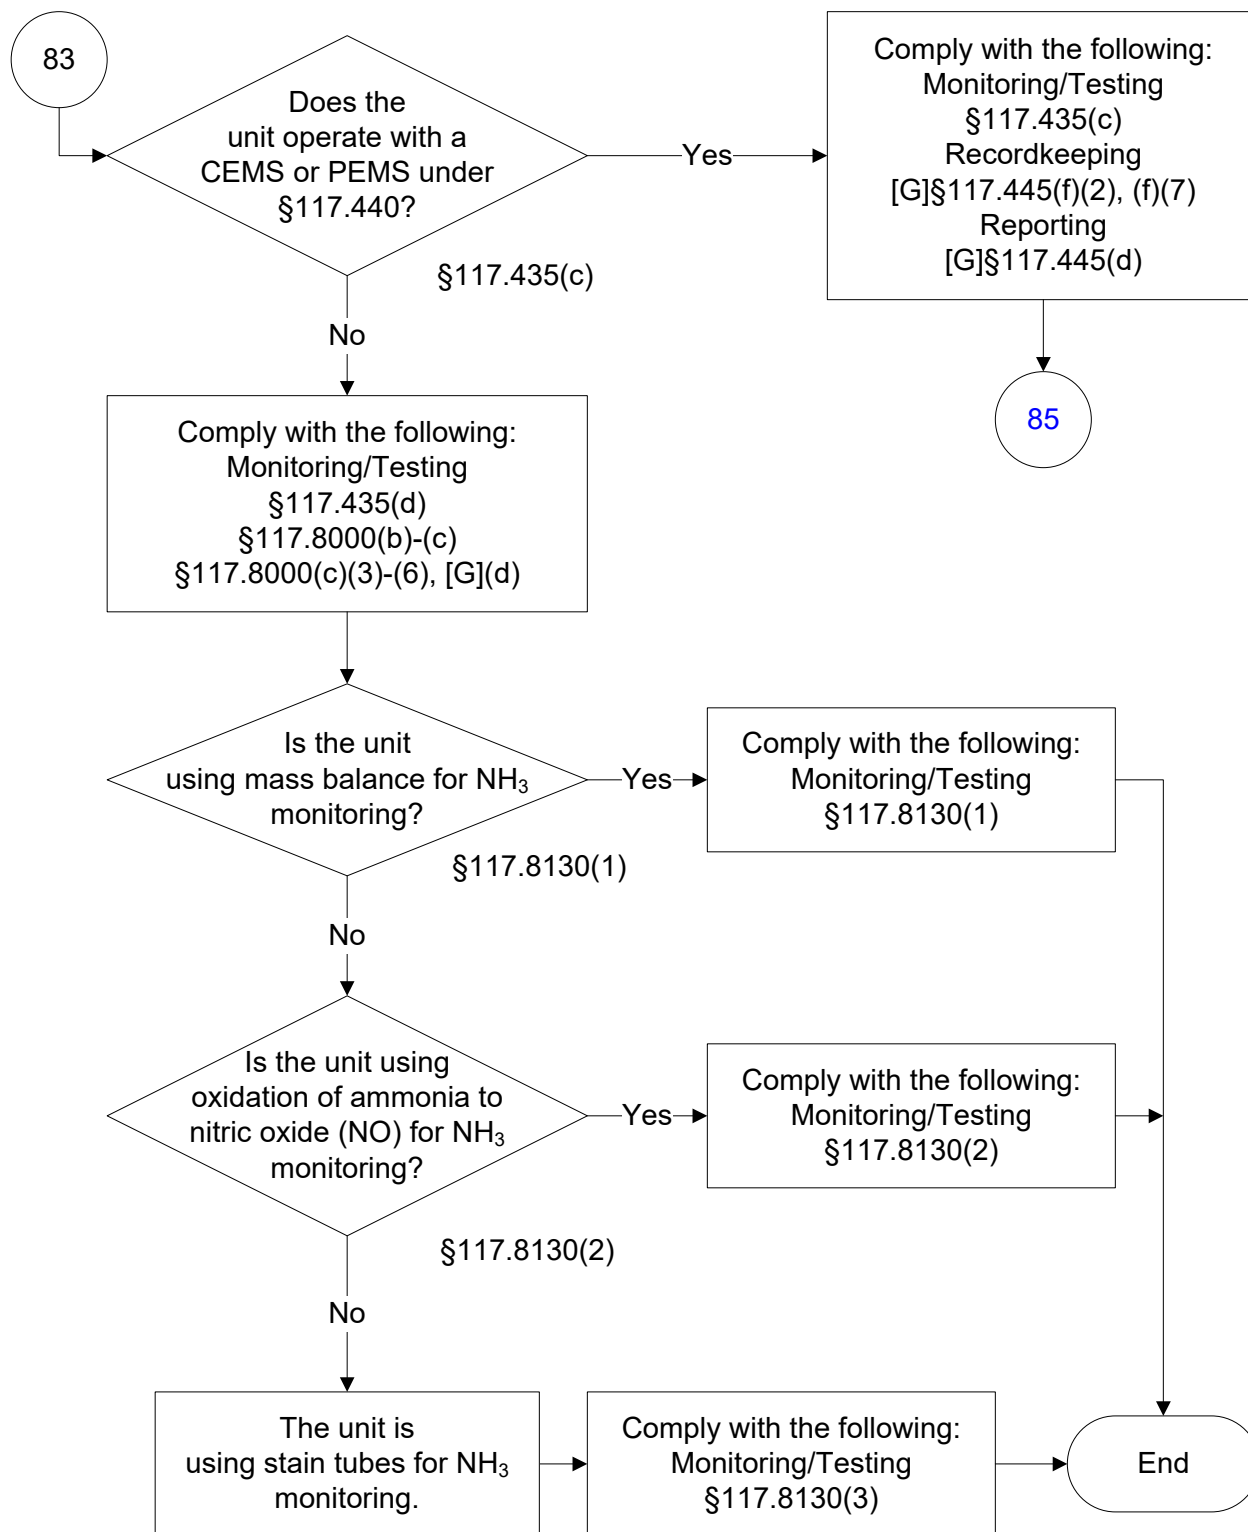 83
Does the
unit operate with a
CEMS or PEMS under
§117.440?
§117.435(c)
Yes
Comply with the following:
Monitoring/Testing
§117.435(c)
Recordkeeping
[G]§117.445(f)(2), (f)(7)
Reporting
[G]§117.445(d)
85
No
Comply with the following:
Monitoring/Testing
§117.435(d)
§117.8000(b)-(c)
§117.8000(c)(3)-(6), [G](d)
Is the unit
using mass balance for NH₃
monitoring?
§117.8130(1)
Yes
Comply with the following:
Monitoring/Testing
§117.8130(1)
No
Is the unit using
oxidation of ammonia to
nitric oxide (NO) for NH₃
monitoring?
§117.8130(2)
Yes
Comply with the following:
Monitoring/Testing
§117.8130(2)
No
The unit is
using stain tubes for NH₃
monitoring.
Comply with the following:
Monitoring/Testing
§117.8130(3)
End